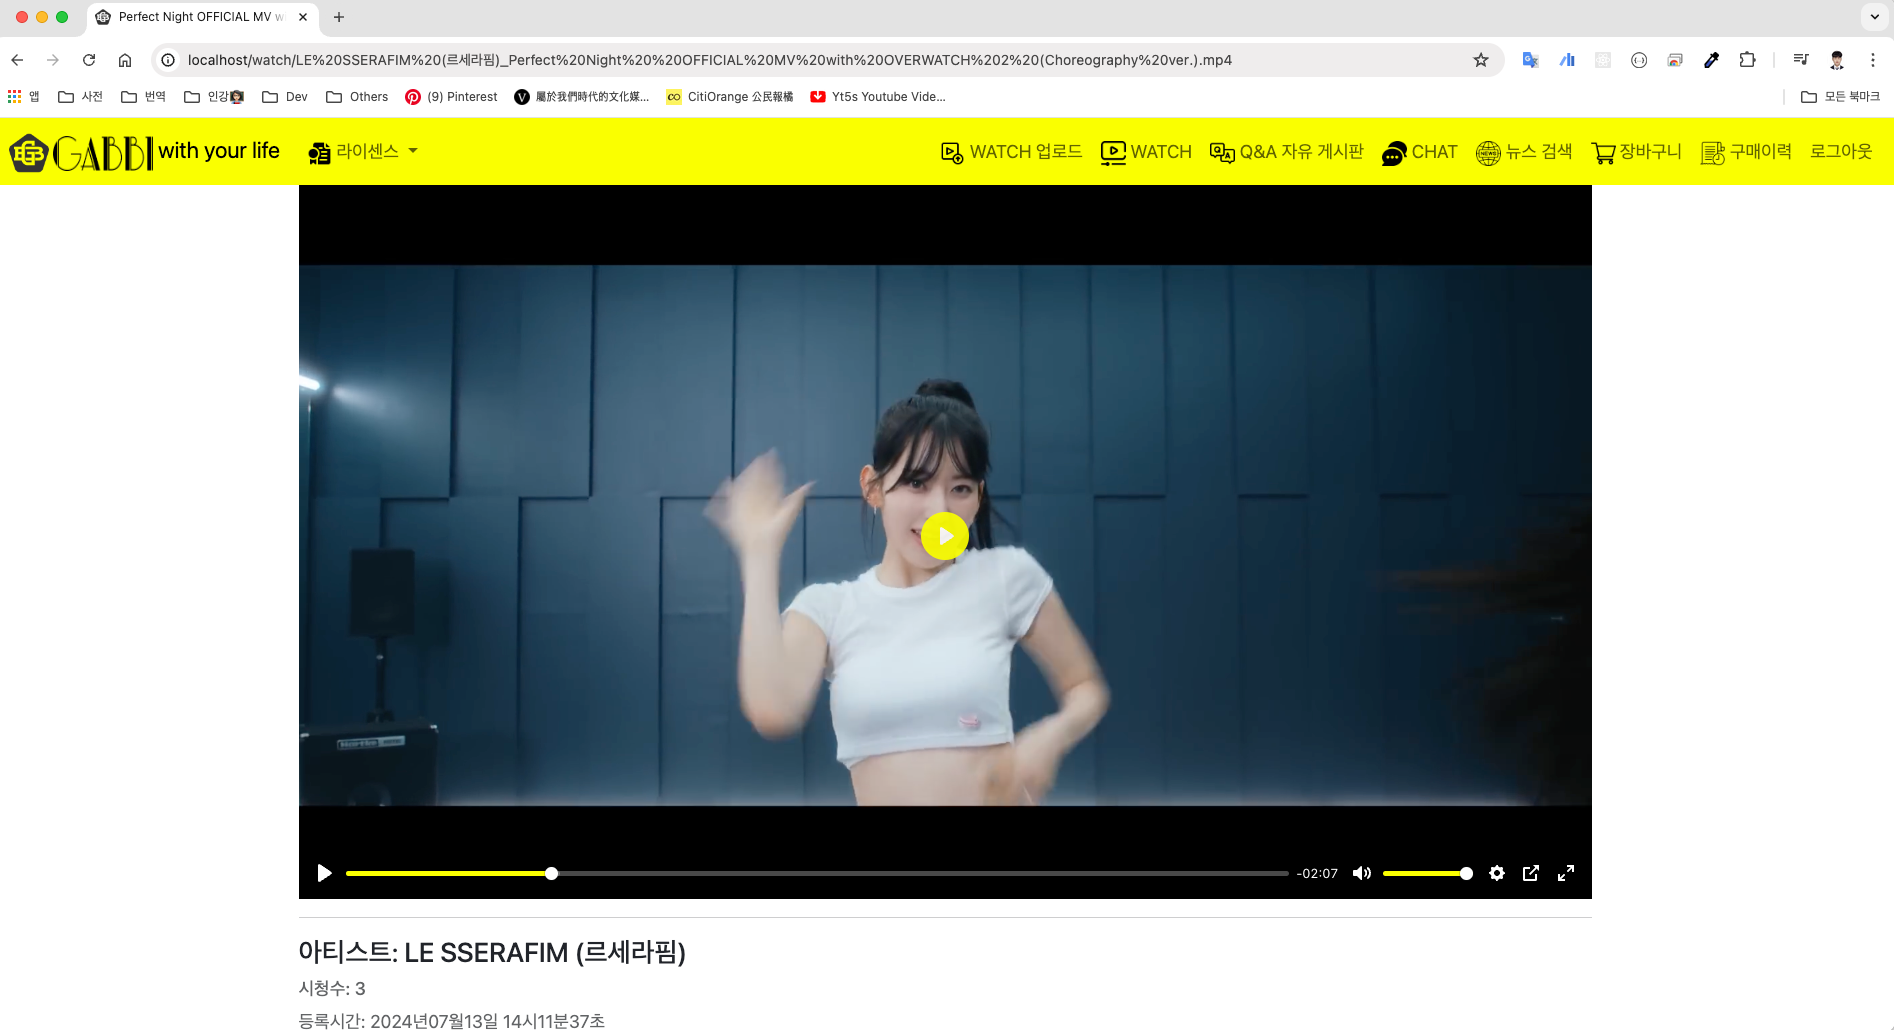 Perfect Night OFFICIAL MV w
localhost/watch/LE%20SSERAFIM%20(르세라핌)_Perfect%20Night%20%20OFFICIAL%20MV%20with%20OVERWATCH%202%20(Choreography%20ver.).mp4
앱 사전 번역 인강 Dev Others (9) Pinterest 屬於我們時代的文化媒... CitiOrange 公民報橘 Yt5s Youtube Vide... 모든 북마크
GABBI with your life 라이센스 WATCH 업로드 WATCH Q&A 자유 게시판 CHAT 뉴스 검색 장바구니 구매이력 로그아웃
Hartke
-02:07
아티스트: LE SSERAFIM (르세라핌)
시청수: 3
등록시간: 2024년07월13일 14시11분37초